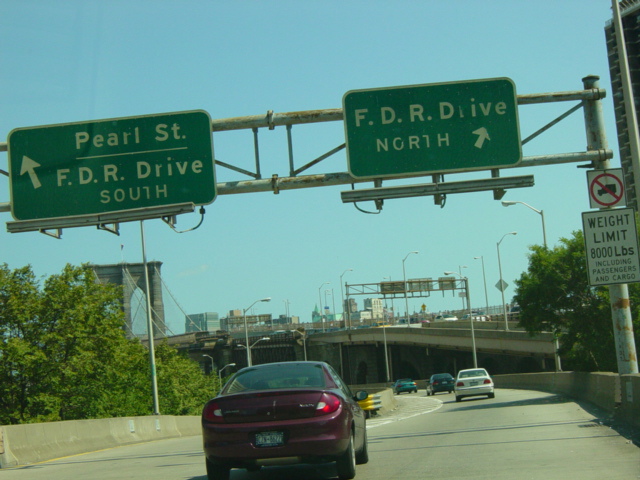 Pearl St.
F.D.R. Drive
SOUTH
F.D.R. Drive
NORTH
WEIGHT
LIMIT
8000 Lbs
INCLUDING
PASSENGERS
AND CARGO